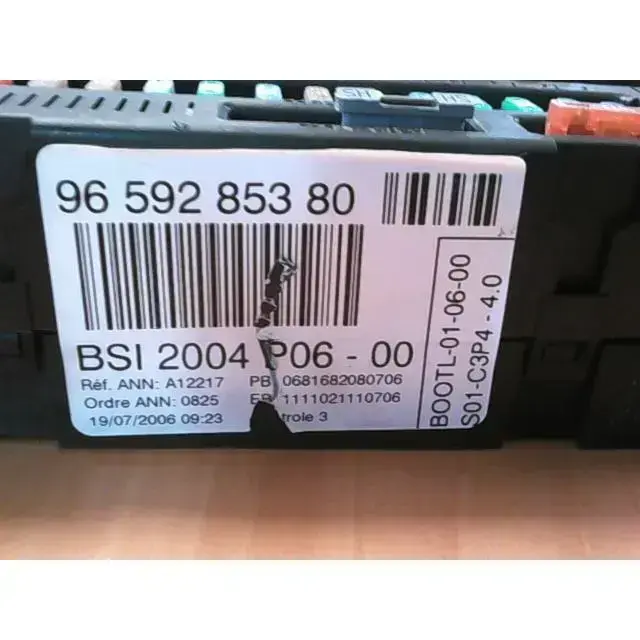 96 592 853 80
BSI 2004 P06 - 00
Réf. ANN: A12217 PB 0681682080706
Ordre ANN: 0825 1111021110706
19/07/2006 09:23 trole 3
BOOTL-01-06-00
S01-C3P4 - 4.0
SH